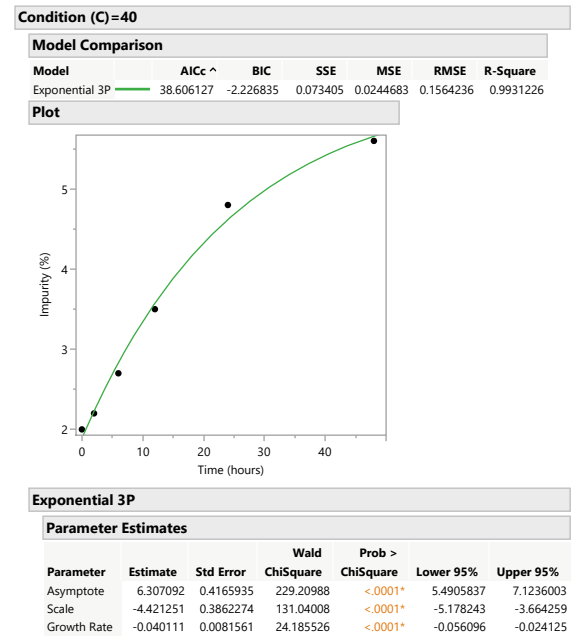 Condition (C)=40
Model Comparison
Model AICc ^ BIC SSE MSE RMSE R-Square
Exponential 3P 38.606127 -2.226835 0.073405 0.0244683 0.1564236 0.9931226
Plot
5
4
3
2
Impurity (%)
0 10 20 30 40
Time (hours)
Exponential 3P
Parameter Estimates
Wald Prob >
Parameter Estimate Std Error ChiSquare ChiSquare Lower 95% Upper 95%
Asymptote 6.307092 0.4165935 229.20988 <.0001* 5.4905837 7.1236003
Scale -4.421251 0.3862274 131.04008 <.0001* -5.178243 -3.664259
Growth Rate -0.040111 0.0081561 24.185526 <.0001* -0.056096 -0.024125